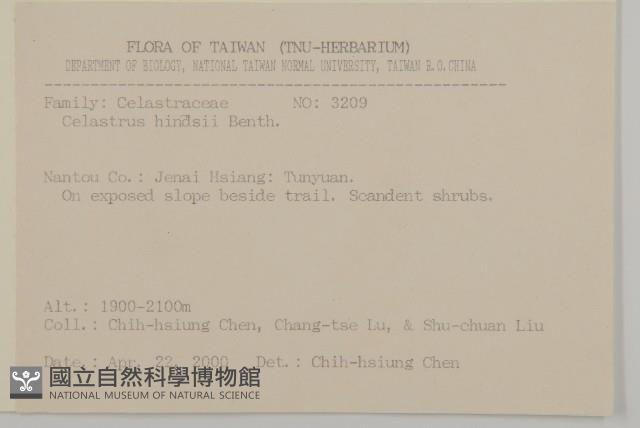 FLORA OF TAIWAN (TNU-HERBARIUM)
DEPARTMENT OF BIOLOGY, NATIONAL TAIWAN NORMAL UNIVERSITY, TAIWAN R.O.CHINA
Family: Celastraceae NO: 3209
Celastrus hindsii Benth.
Nantou Co.: Jenai Hsiang: Tunyuan.
On exposed slope beside trail. Scandent shrubs.
Alt.: 1900-2100m
Coll.: Chih-hsiung Chen, Chang-tse Lu, & Shu-chuan Liu
Date.: Apr. 22, 2000 Det.: Chih-hsiung Chen
國立自然科學博物館
NATIONAL MUSEUM OF NATURAL SCIENCE